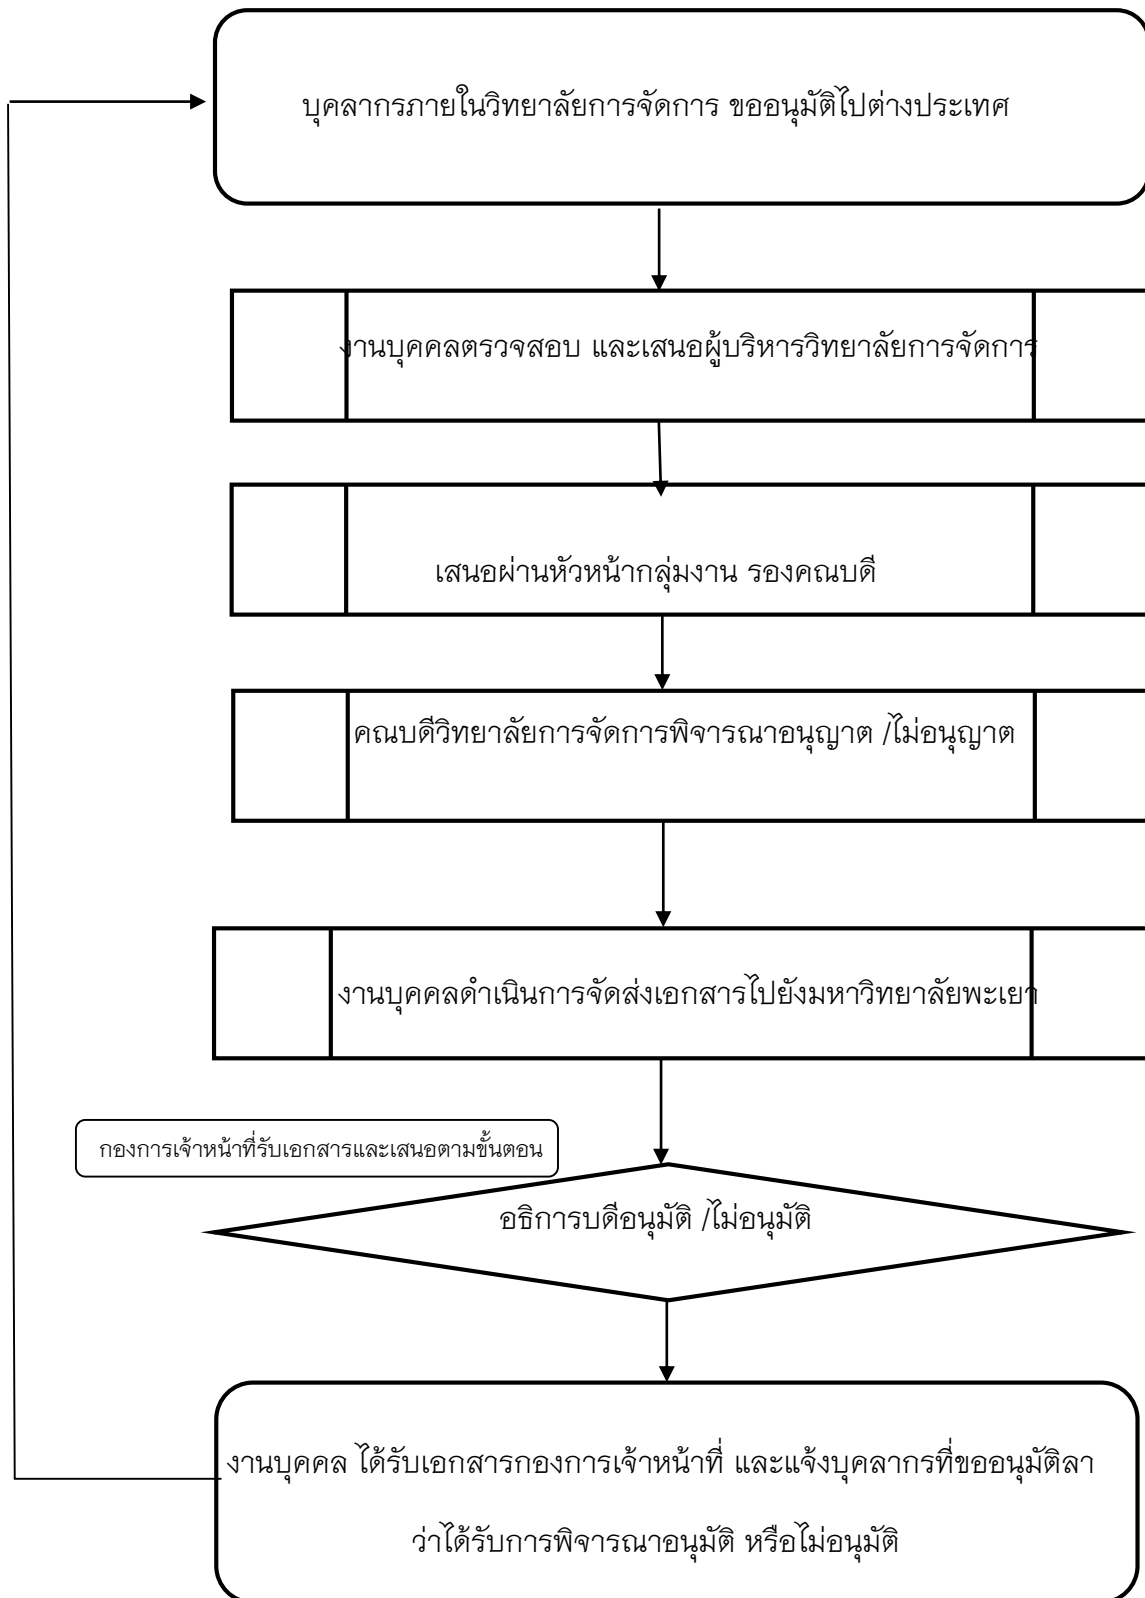 บุคลากรภายในวิทยาลัยการจัดการ ขออนุมัติไปต่างประเทศ
งานบุคคลตรวจสอบ และเสนอผู้บริหารวิทยาลัยการจัดการ
เสนอผ่านหัวหน้ากลุ่มงาน รองคณบดี
คณบดีวิทยาลัยการจัดการพิจารณาอนุญาต /ไม่อนุญาต
งานบุคคลดำเนินการจัดส่งเอกสารไปยังมหาวิทยาลัยพะเยา
กองการเจ้าหน้าที่รับเอกสารและเสนอตามขั้นตอน
อธิการบดีอนุมัติ /ไม่อนุมัติ
งานบุคคล ได้รับเอกสารกองการเจ้าหน้าที่ และแจ้งบุคลากรที่ขออนุมัติลา
ว่าได้รับการพิจารณาอนุมัติ หรือไม่อนุมัติ